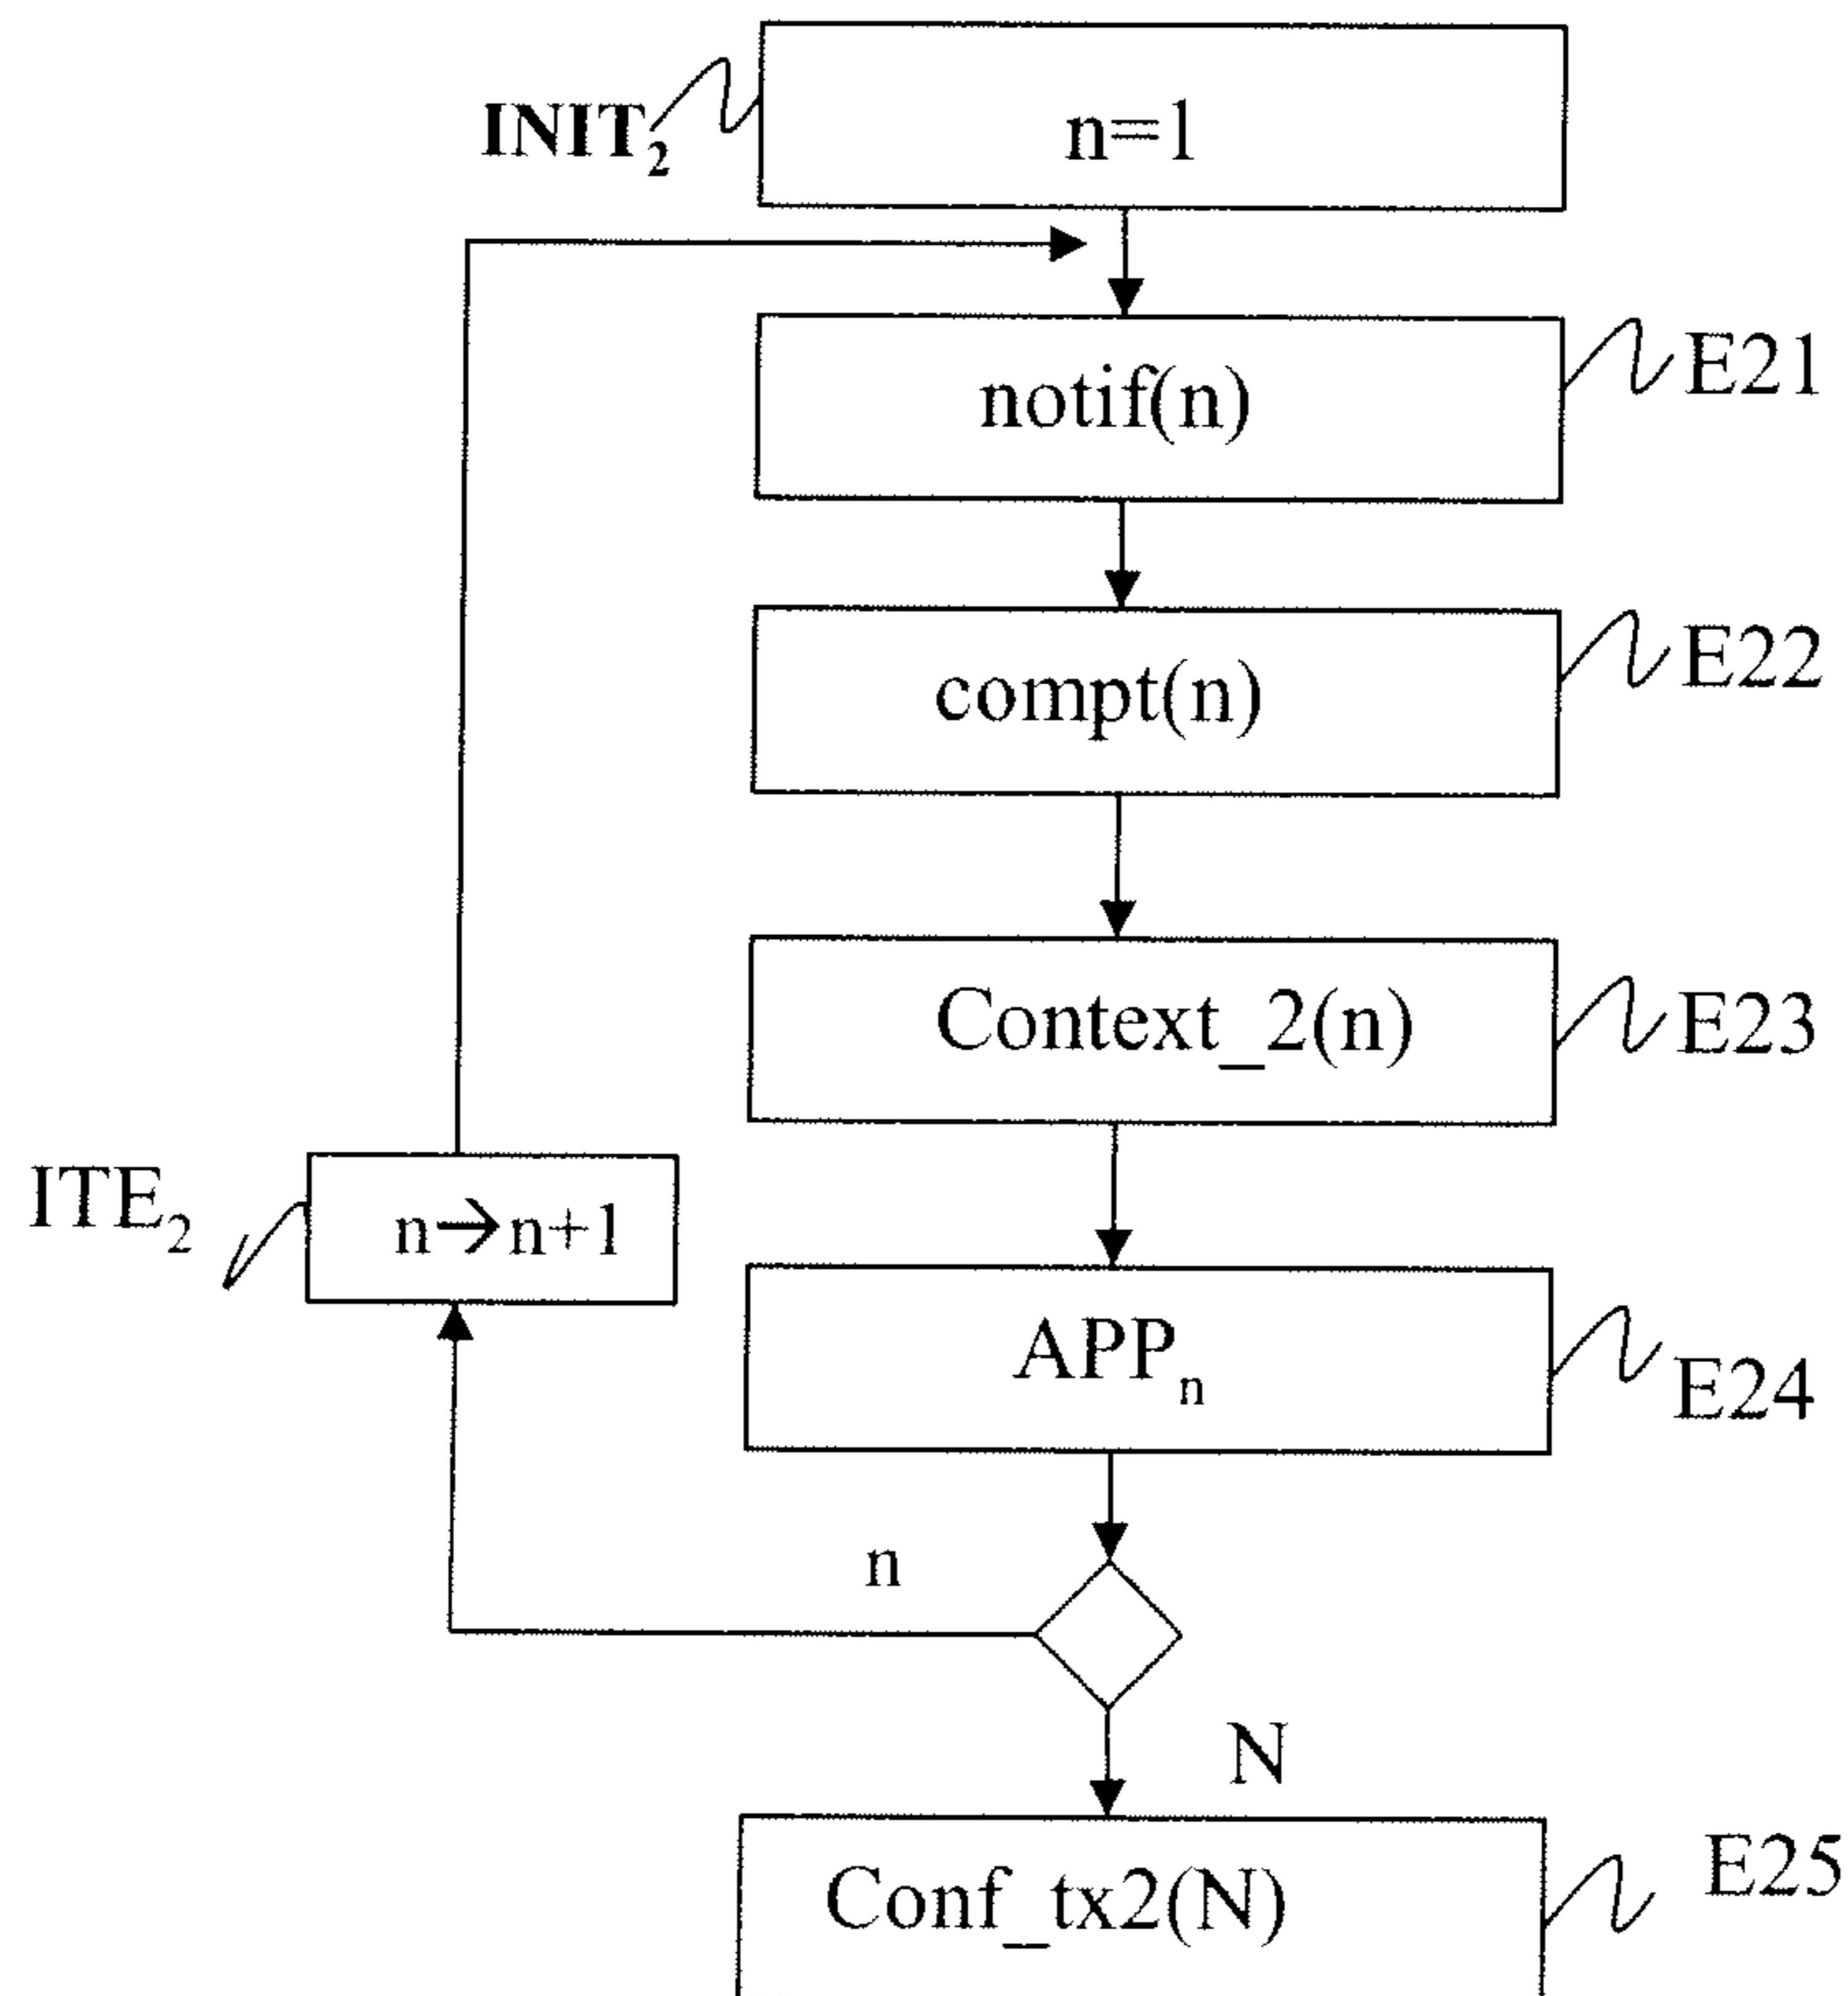 INIT₂
n=1
notif(n)
E21
compt(n)
E22
Context_2(n)
E23
ITE₂
n→n+1
APPₙ
E24
n
N
Conf_tx2(N)
E25